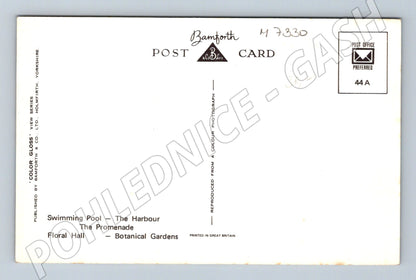 Bamforth
M 7330
POST CARD
POST OFFICE
PREFERRED
44 A
"COLOR GLOSS" VIEW SERIES
PUBLISHED BY BAMFORTH & CO. LTD., HOLMFIRTH, YORKSHIRE
REPRODUCED FROM A COLOUR PHOTOGRAPH
Swimming Pool — The Harbour
The Promenade
Floral Hall — Botanical Gardens
PRINTED IN GREAT BRITAIN
POHLEDNICE - GASH